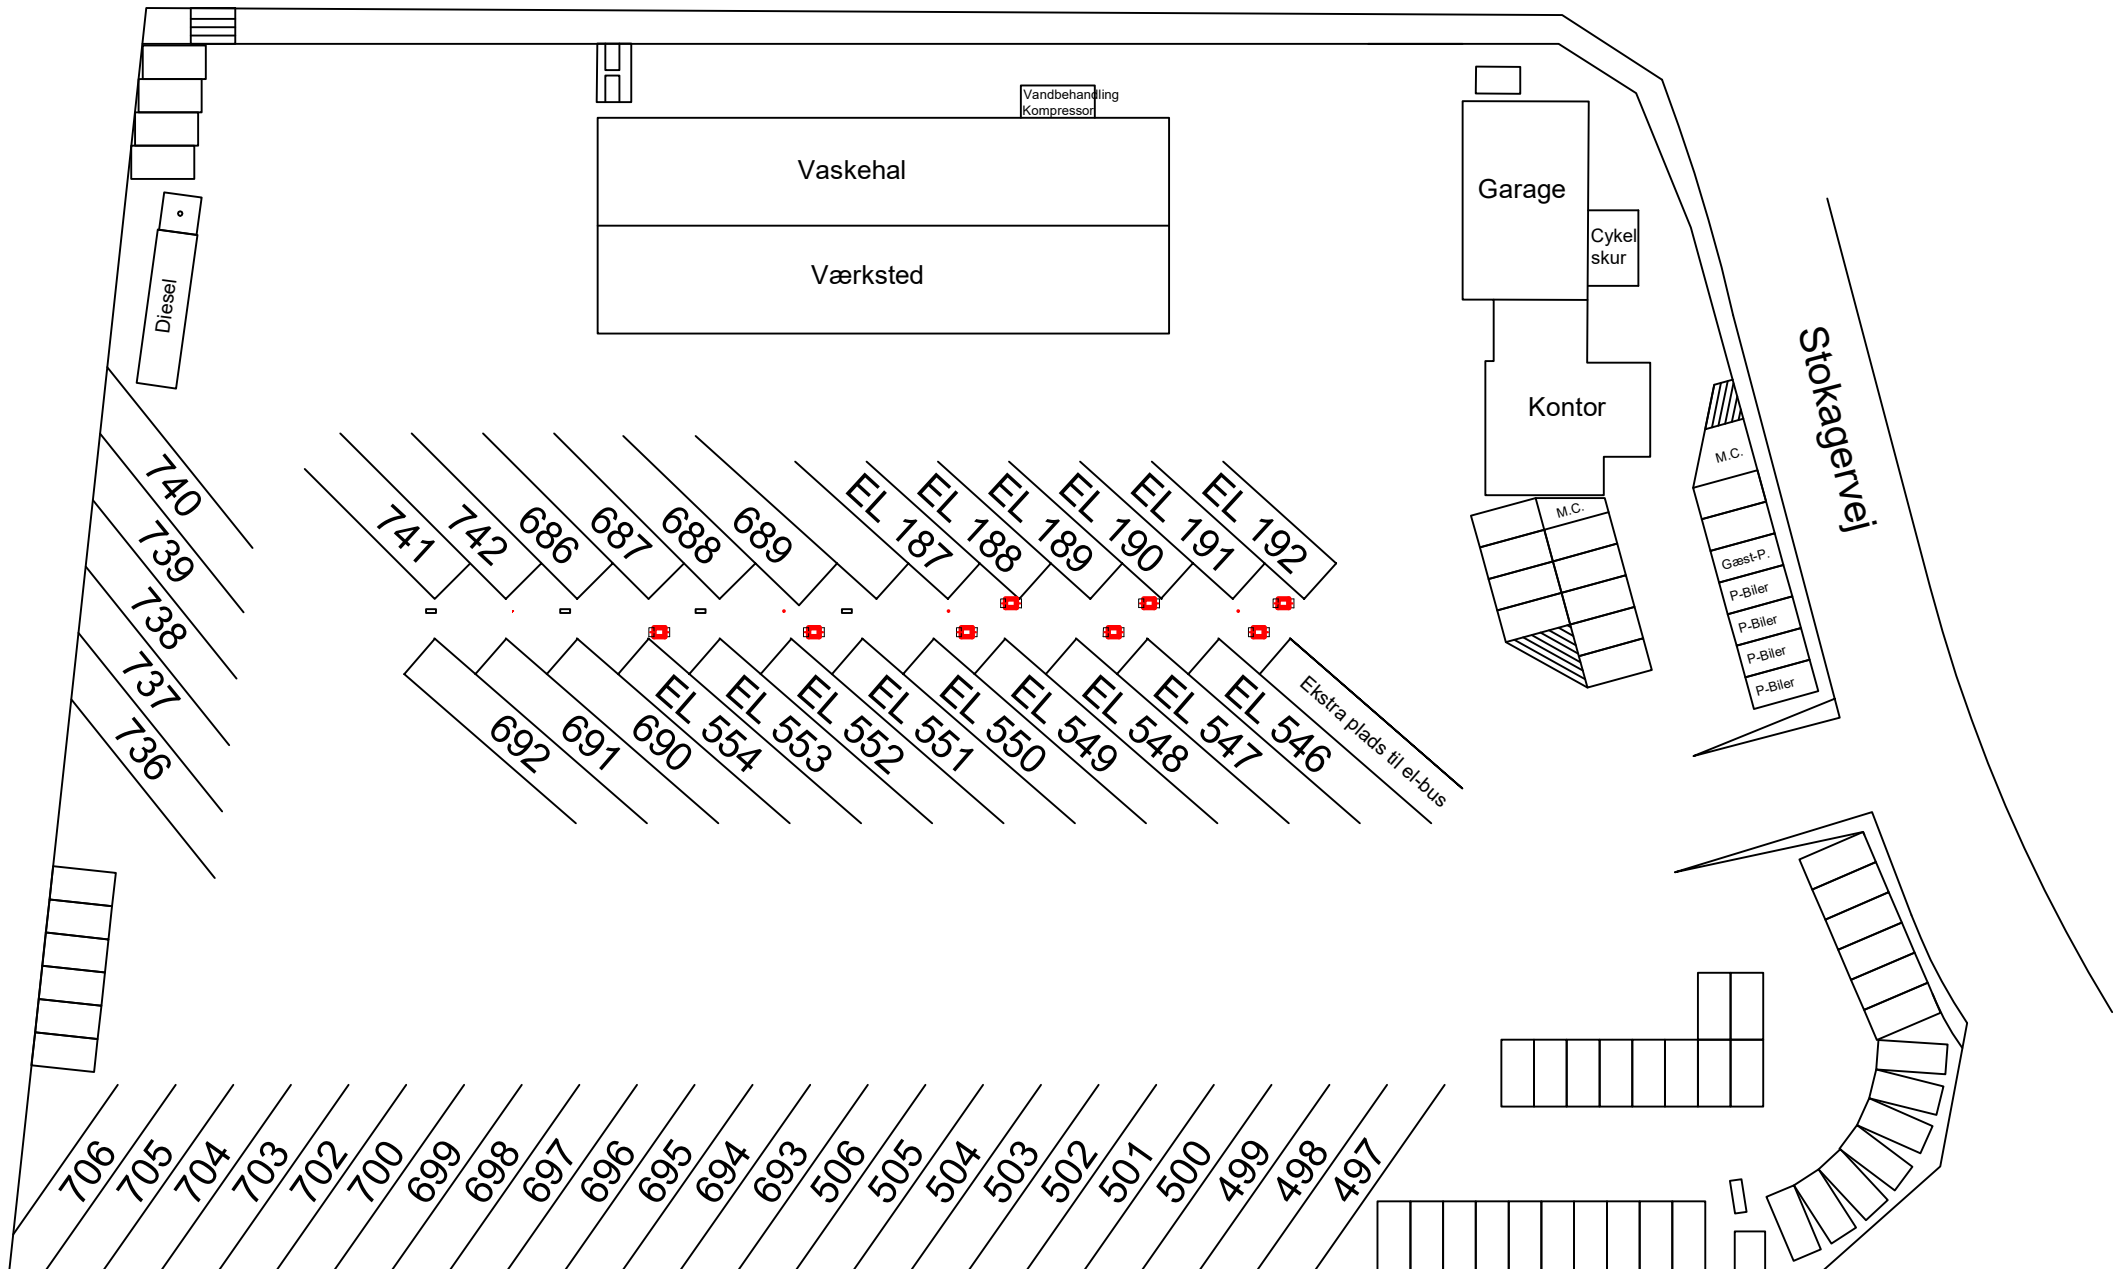 Vandbehandling
Kompressor
Vaskehal
Værksted
Garage
Cykel
skur
Kontor
Diesel
Stokagervej
M.C.
M.C.
Gæst-P.
P-Biler
P-Biler
P-Biler
P-Biler
740
739
738
737
736
741
742
686
687
688
689
EL 187
EL 188
EL 189
EL 190
EL 191
EL 192
692
691
690
EL 554
EL 553
EL 552
EL 551
EL 550
EL 549
EL 548
EL 547
EL 546
Ekstra plads til el-bus
706
705
704
703
702
700
699
698
697
696
695
694
693
506
505
504
503
502
501
500
499
498
497